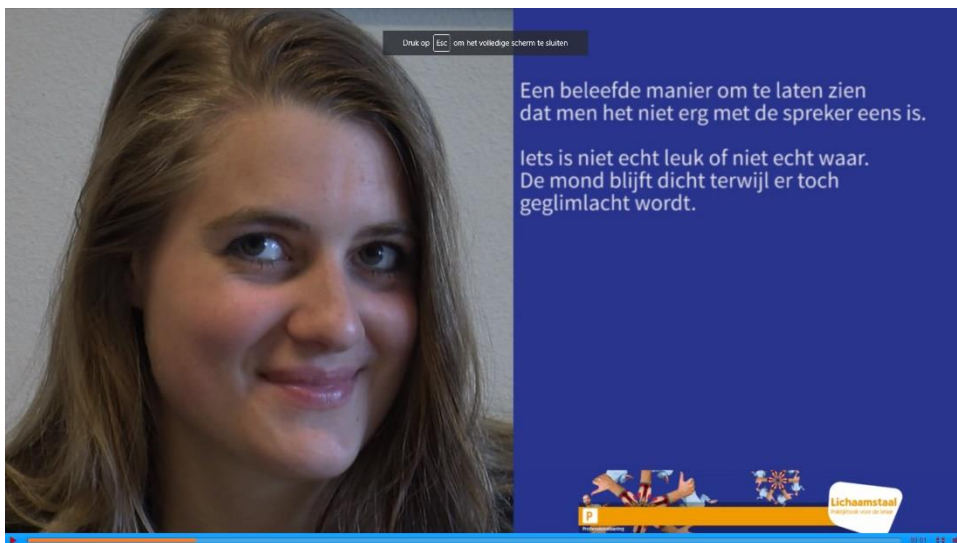 Druk op Esc om het volledige scherm te sluiten
Een beleefde manier om te laten zien
dat men het niet erg met de spreker eens is.
Iets is niet echt leuk of niet echt waar.
De mond blijft dicht terwijl er toch
geglimlacht wordt.
Lichaamstaal
P